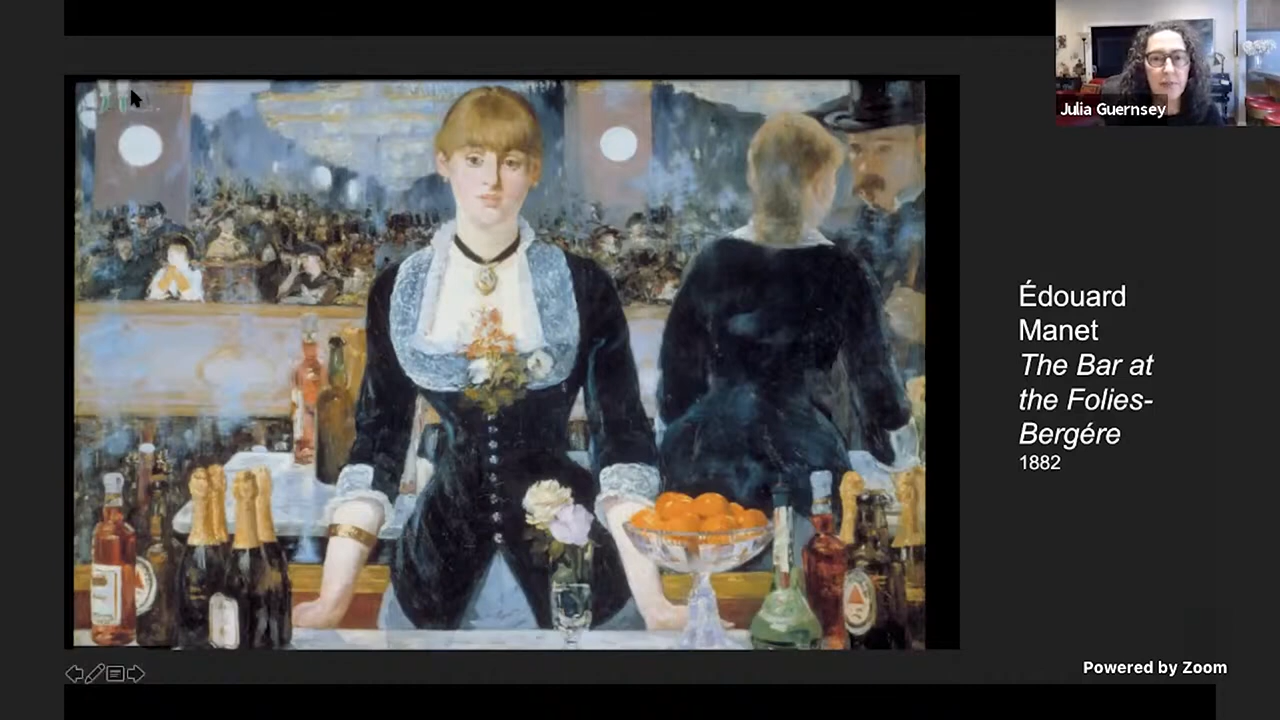 Julia Guernsey
Édouard
Manet
The Bar at
the Folies-
Bergére
1882
Powered by Zoom